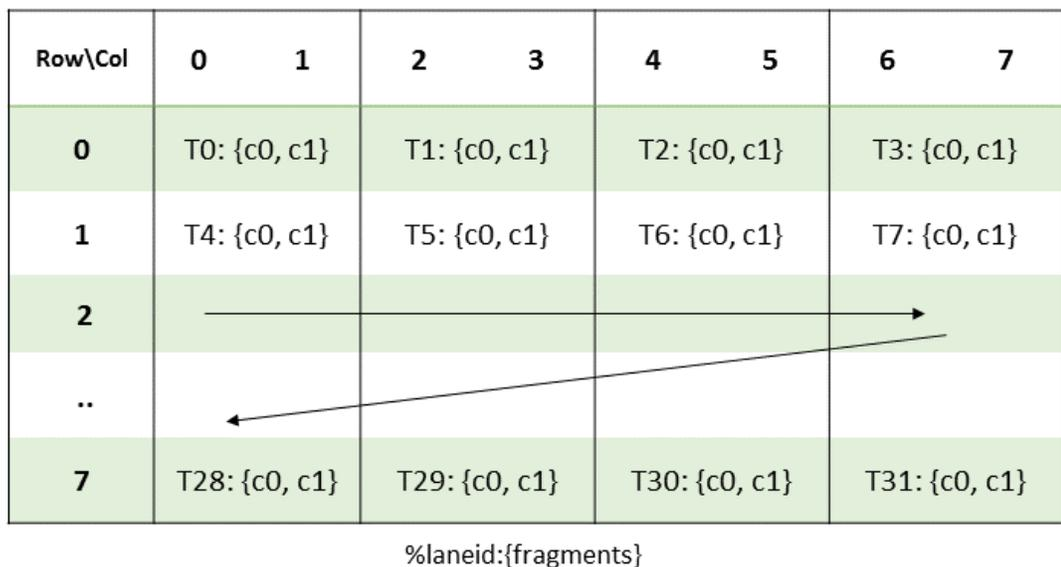 Row\Col 0 1 2 3 4 5 6 7
0 T0: {c0, c1} T1: {c0, c1} T2: {c0, c1} T3: {c0, c1}
1 T4: {c0, c1} T5: {c0, c1} T6: {c0, c1} T7: {c0, c1}
2
..
7 T28: {c0, c1} T29: {c0, c1} T30: {c0, c1} T31: {c0, c1}
%laneid:{fragments}